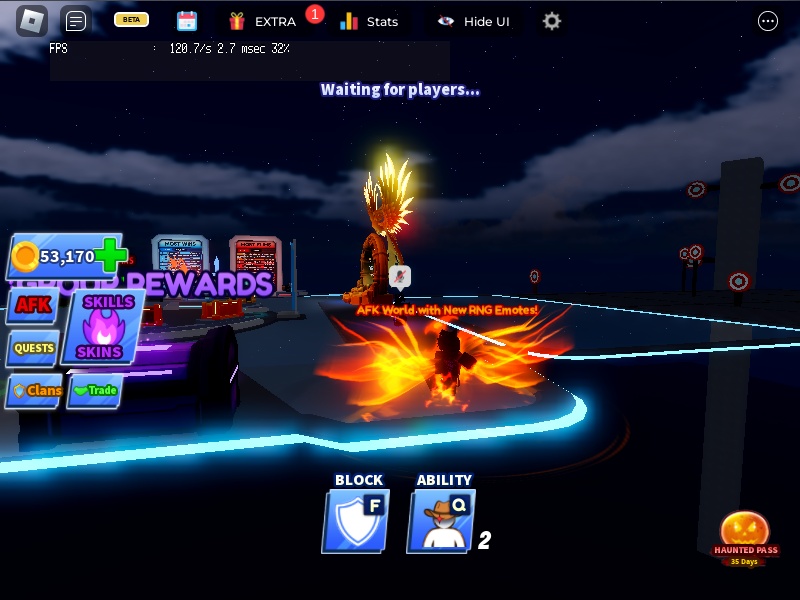 BETA
EXTRA
1
Stats
Hide UI
FPS : 120.7/s 2.7 msec 32%
Waiting for players...
53,170
MOST WINS
GROUP REWARDS
AFK
SKILLS
SKINS
QUESTS
Clans
Trade
AFK World with New RNG Emotes!
BLOCK
F
ABILITY
Q
2
HAUNTED PASS
35 Days